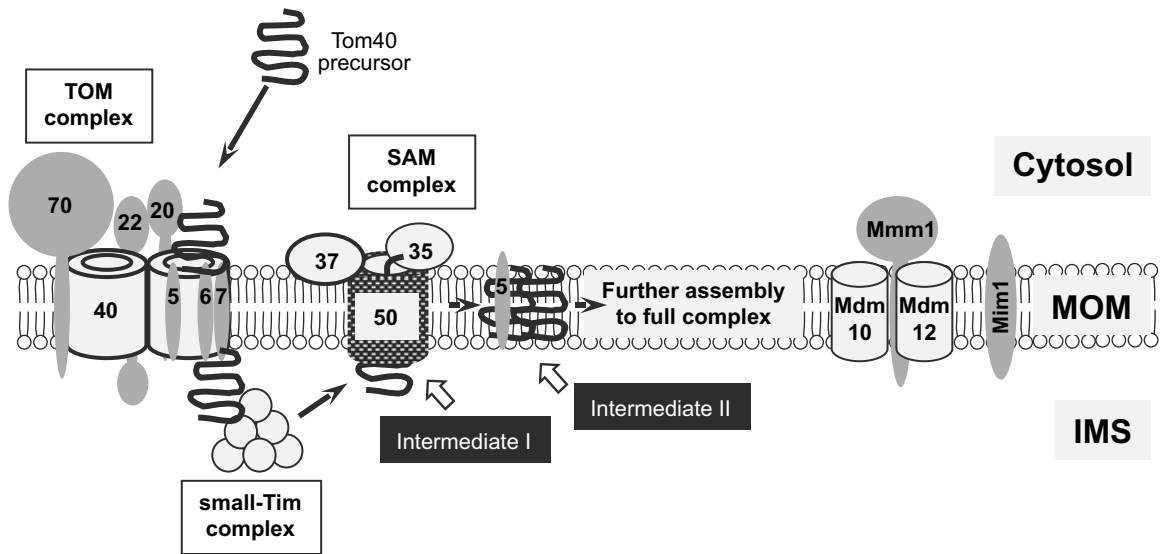 Tom40
precursor
TOM
complex
SAM
complex
Cytosol
70
22
20
37
35
Mmm1
40
5
6
7
50
5
Further assembly
to full complex
Mdm
10
Mdm
12
Mim1
MOM
Intermediate I
Intermediate II
IMS
small-Tim
complex